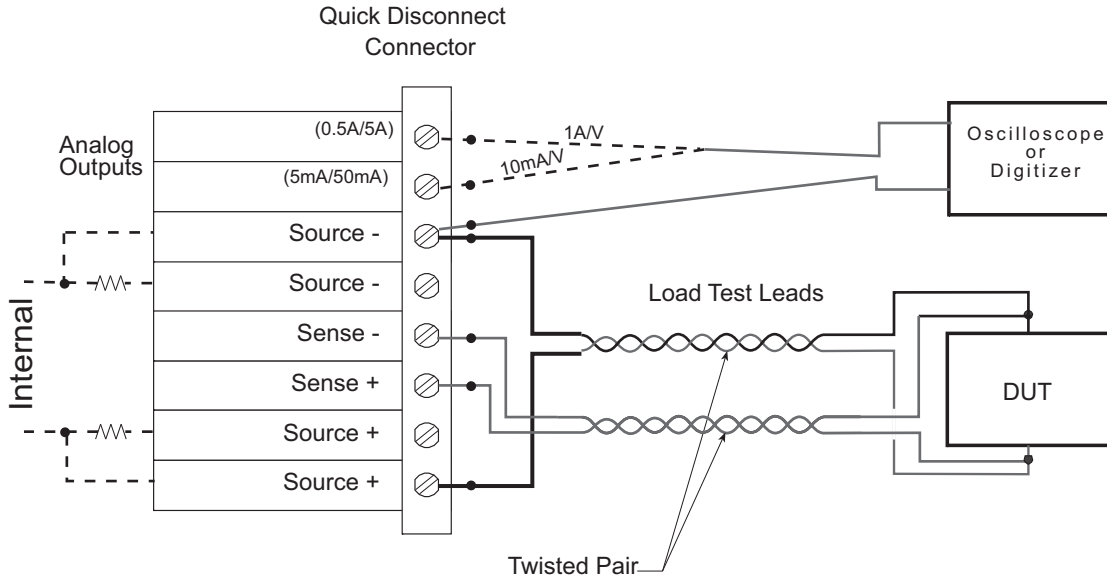 Quick Disconnect
Connector
Analog
Outputs
(0.5A/5A)
(5mA/50mA)
1A/V
10mA/V
Oscilloscope
or
Digitizer
Source -
Source -
Sense -
Sense +
Source +
Source +
Internal
Load Test Leads
DUT
Twisted Pair